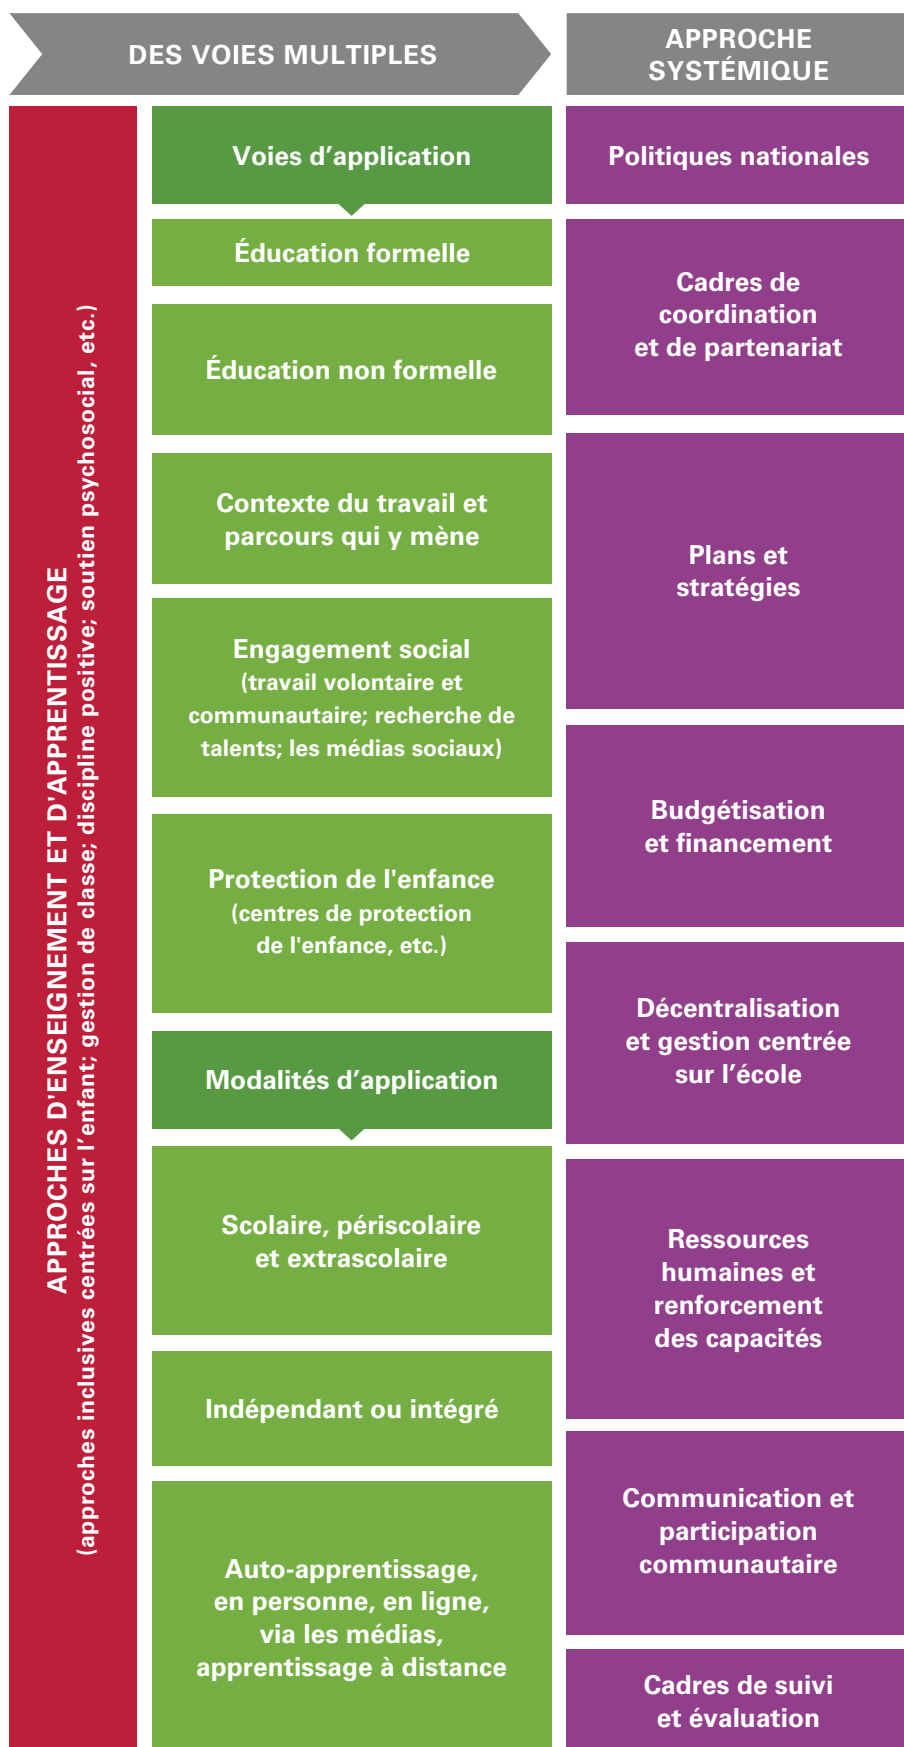 DES VOIES MULTIPLES
APPROCHE
SYSTÉMIQUE
APPROCHES D'ENSEIGNEMENT ET D'APPRENTISSAGE
(approches inclusives centrées sur l’enfant; gestion de classe; discipline positive; soutien psychosocial, etc.)
Voies d’application
Éducation formelle
Éducation non formelle
Contexte du travail et
parcours qui y mène
Engagement social
(travail volontaire et
communautaire; recherche de
talents; les médias sociaux)
Protection de l'enfance
(centres de protection
de l'enfance, etc.)
Modalités d’application
Scolaire, périscolaire
et extrascolaire
Indépendant ou intégré
Auto-apprentissage,
en personne, en ligne,
via les médias,
apprentissage à distance
Politiques nationales
Cadres de
coordination
et de partenariat
Plans et
stratégies
Budgétisation
et financement
Décentralisation
et gestion centrée
sur l’école
Ressources
humaines et
renforcement
des capacités
Communication et
participation
communautaire
Cadres de suivi
et évaluation